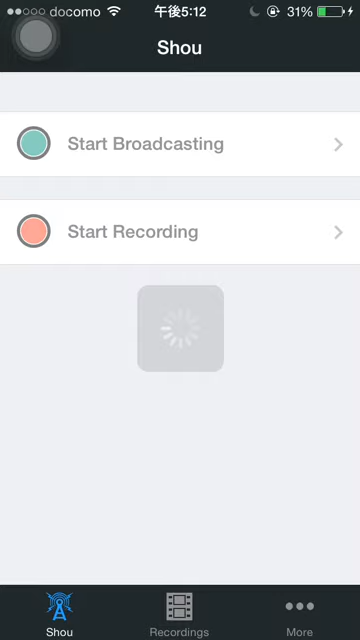 docomo 午後5:12 31%
Shou
Start Broadcasting
Start Recording
Shou Recordings More